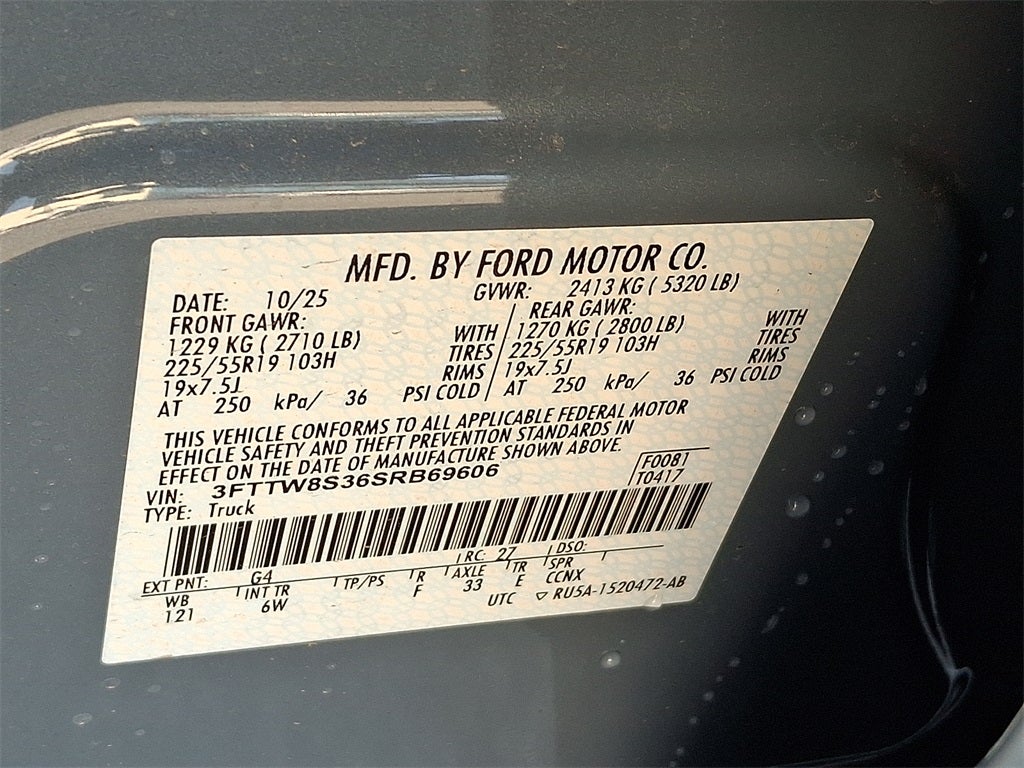 MFD. BY FORD MOTOR CO.
DATE: 10/25 GVWR: 2413 KG ( 5320 LB)
FRONT GAWR: REAR GAWR:
1229 KG ( 2710 LB) WITH 1270 KG ( 2800 LB) WITH
225/55R19 103H TIRES 225/55R19 103H TIRES
19x7.5J RIMS 19x7.5J RIMS
AT 250 kPa/ 36 PSI COLD AT 250 kPa/ 36 PSI COLD
THIS VEHICLE CONFORMS TO ALL APPLICABLE FEDERAL MOTOR
VEHICLE SAFETY AND THEFT PREVENTION STANDARDS IN
EFFECT ON THE DATE OF MANUFACTURE SHOWN ABOVE.
VIN: 3FTTW8S36SRB69606 F0081
TYPE: Truck T0417
EXT PNT: G4 RC: 27 DSO:
WB INT TR TP/PS R AXLE TR SPR
121 6W F 33 E CCNX
UTC ▽ RU5A-1520472-AB